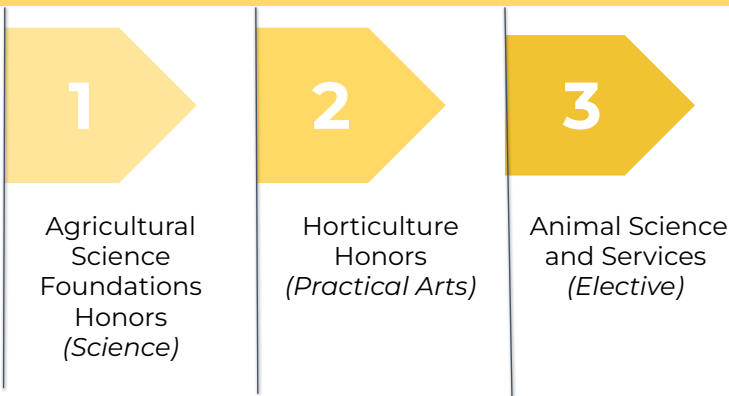 1
Agricultural
Science
Foundations
Honors
(Science)
2
Horticulture
Honors
(Practical Arts)
3
Animal Science
and Services
(Elective)